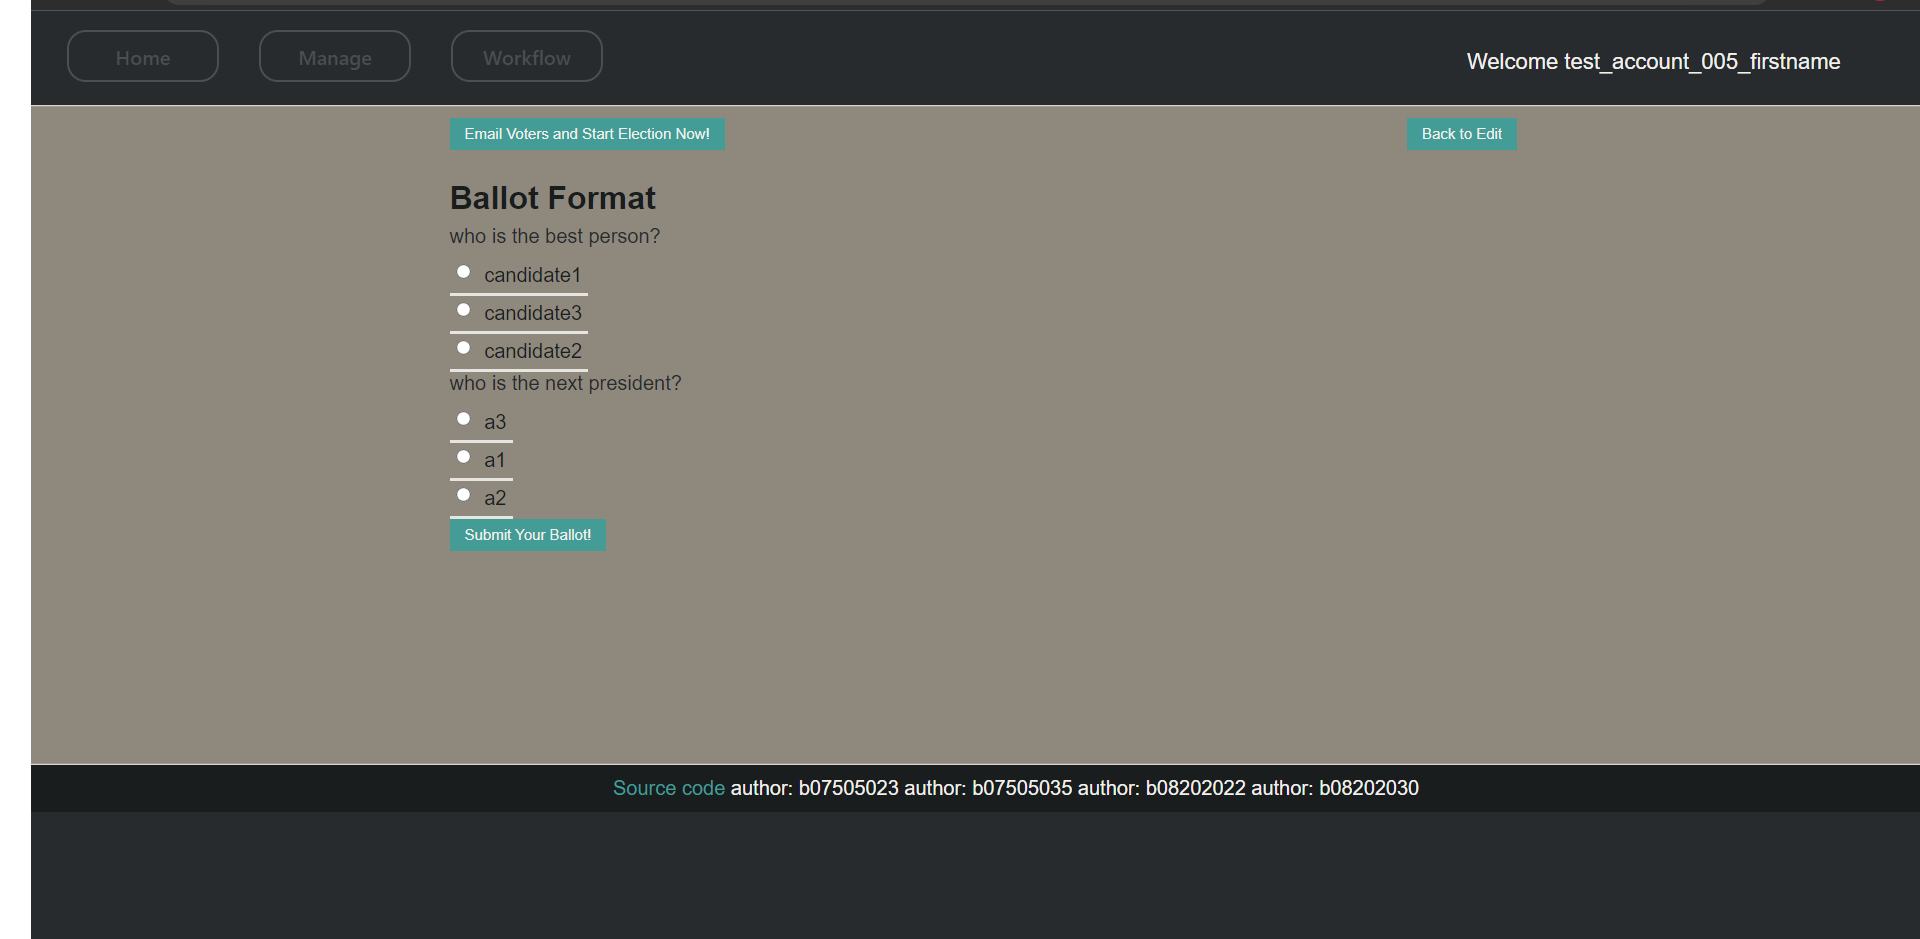 Home Manage Workflow Welcome test_account_005_firstname
Email Voters and Start Election Now! Back to Edit
Ballot Format
who is the best person?
candidate1
candidate3
candidate2
who is the next president?
a3
a1
a2
Submit Your Ballot!
Source code author: b07505023 author: b07505035 author: b08202022 author: b08202030